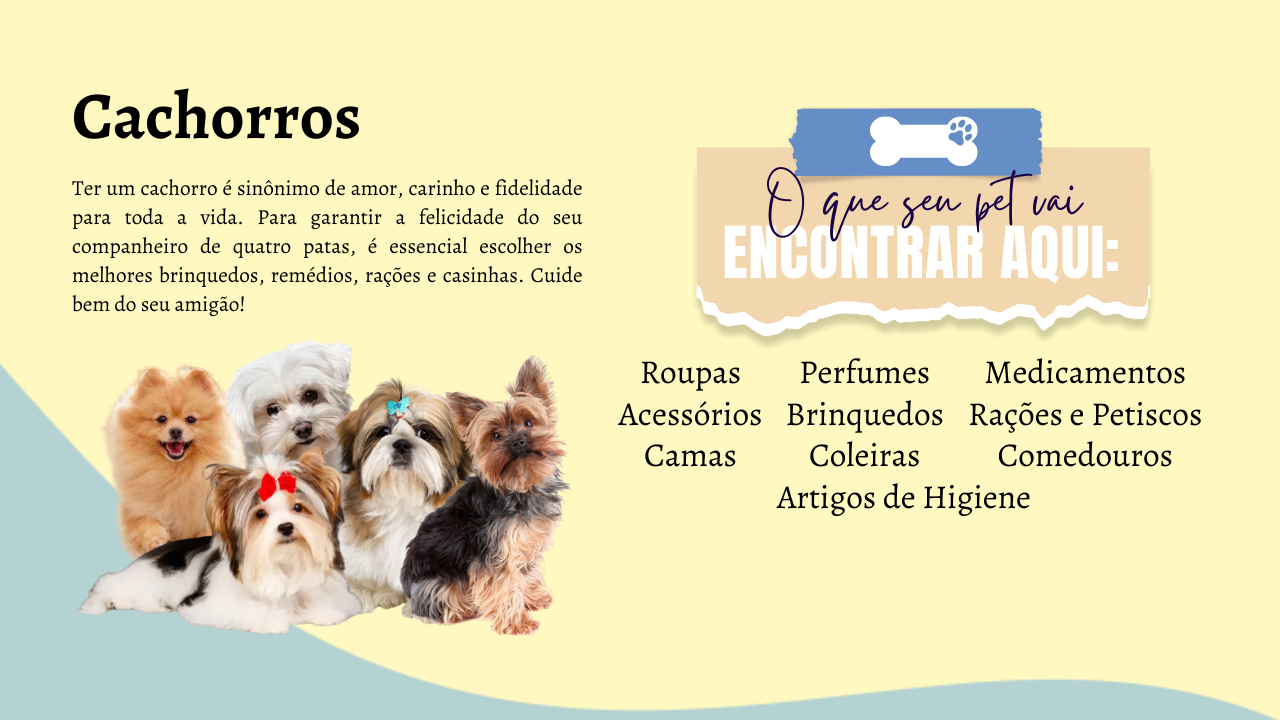 Cachorros
Ter um cachorro é sinônimo de amor, carinho e fidelidade
para toda a vida. Para garantir a felicidade do seu
companheiro de quatro patas, é essencial escolher os
melhores brinquedos, remédios, rações e casinhas. Cuide
bem do seu amigão!
O que seu pet vai
ENCONTRAR AQUI:
Roupas Perfumes Medicamentos
Acessórios Brinquedos Rações e Petiscos
Camas Coleiras Comedouros
Artigos de Higiene